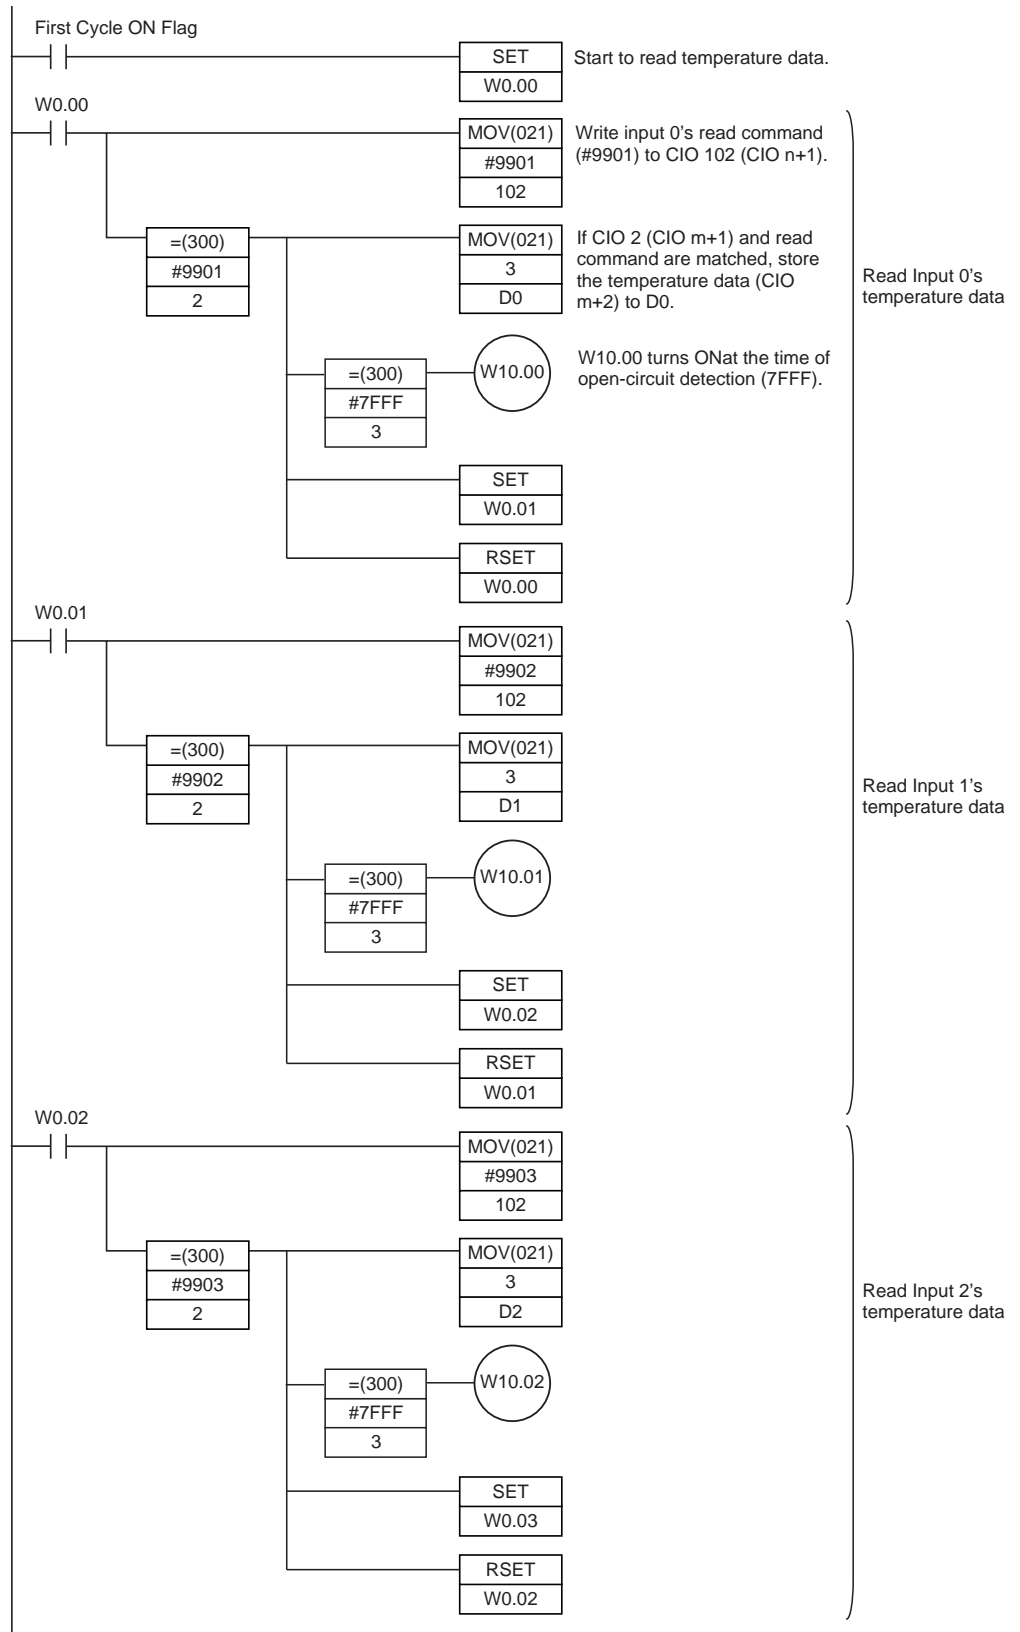 First Cycle ON Flag
SET
W0.00
Start to read temperature data.
W0.00
MOV(021)
#9901
102
Write input 0's read command
(#9901) to CIO 102 (CIO n+1).
=(300)
#9901
2
MOV(021)
3
D0
If CIO 2 (CIO m+1) and read
command are matched, store
the temperature data (CIO
m+2) to D0.
Read Input 0's
temperature data
=(300)
#7FFF
3
W10.00
W10.00 turns ONat the time of
open-circuit detection (7FFF).
SET
W0.01
RSET
W0.00
W0.01
MOV(021)
#9902
102
=(300)
#9902
2
MOV(021)
3
D1
Read Input 1's
temperature data
=(300)
#7FFF
3
W10.01
SET
W0.02
RSET
W0.01
W0.02
MOV(021)
#9903
102
=(300)
#9903
2
MOV(021)
3
D2
Read Input 2's
temperature data
=(300)
#7FFF
3
W10.02
SET
W0.03
RSET
W0.02